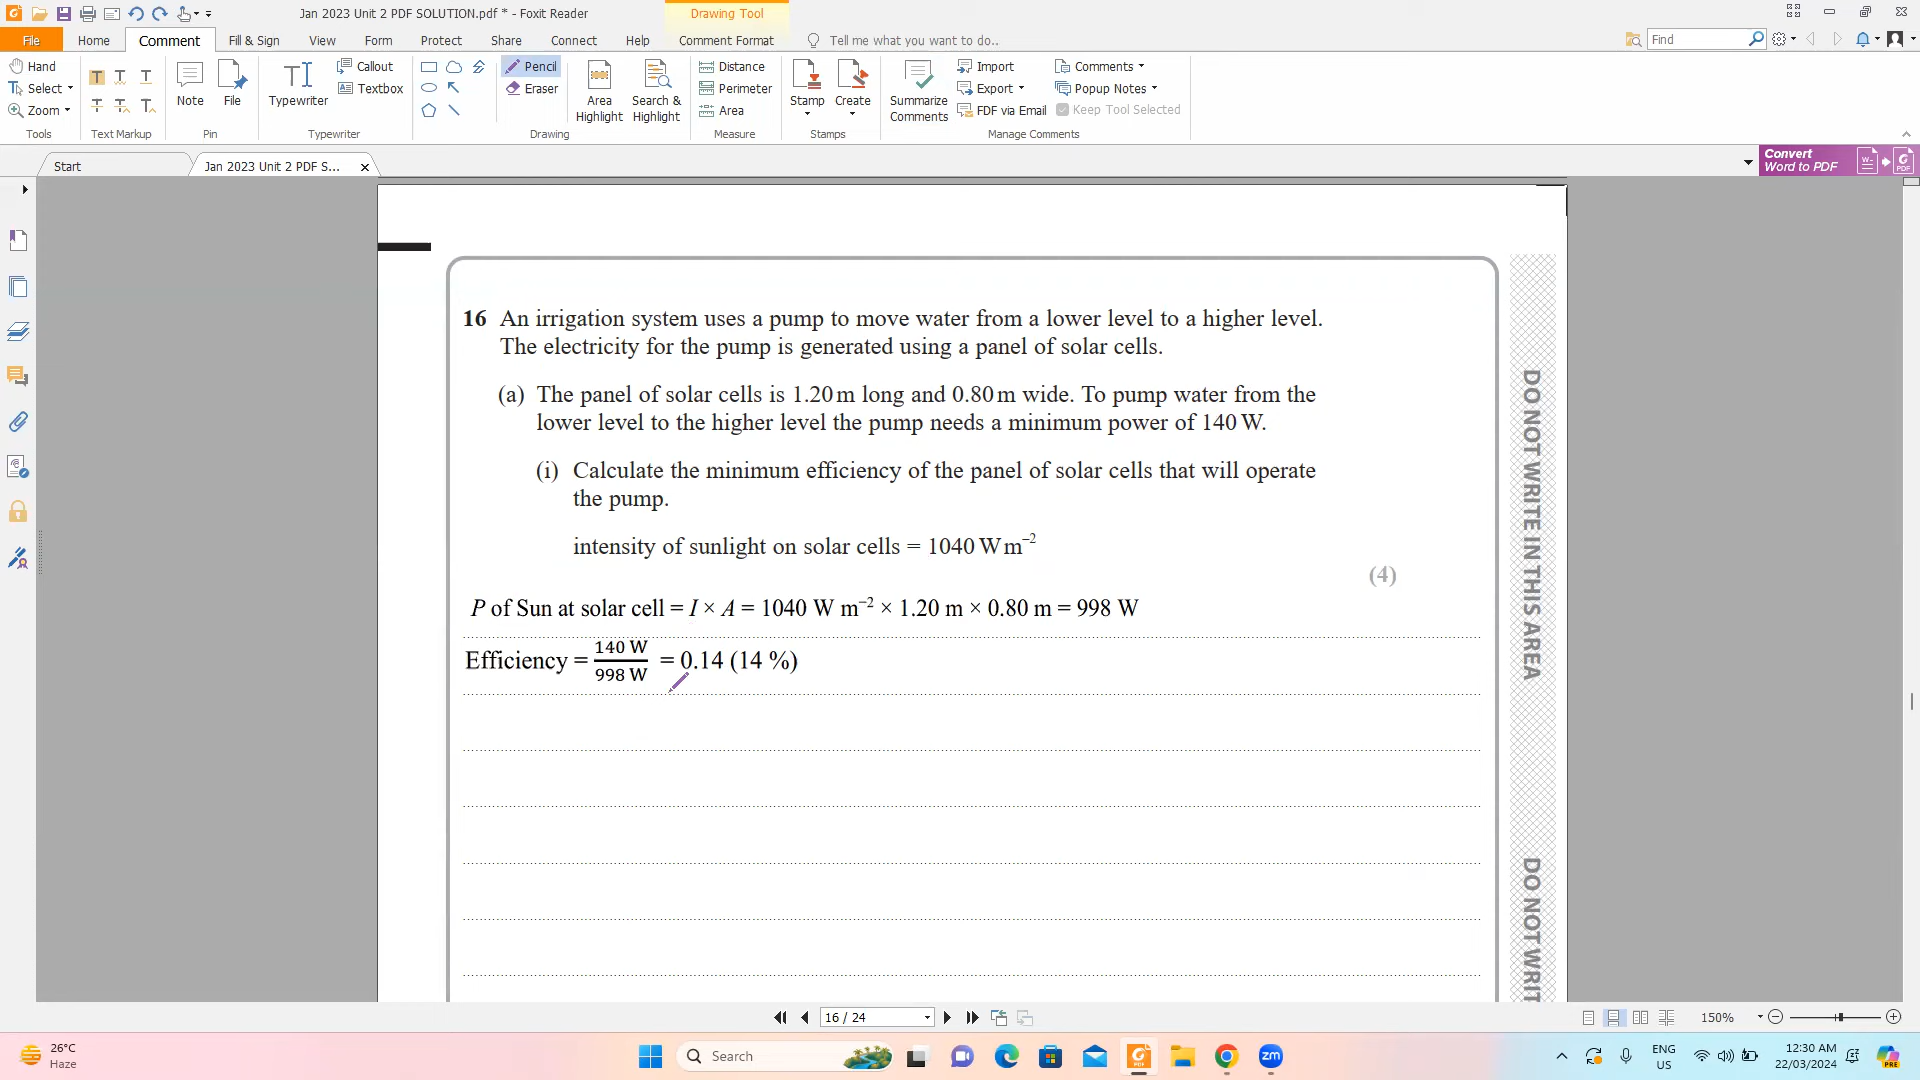 Jan 2023 Unit 2 PDF SOLUTION.pdf * - Foxit Reader
Drawing Tool
File Home Comment Fill & Sign View Form Protect Share Connect Help Comment Format Tell me what you want to do.. Find
Hand
Select
Zoom
Tools
Text Markup
Note
File
Pin
Typewriter
Callout
Textbox
Typewriter
Pencil
Eraser
Area Highlight
Search & Highlight
Drawing
Distance
Perimeter
Area
Measure
Stamp
Create
Stamps
Summarize Comments
Import
Export
FDF via Email
Comments
Popup Notes
Keep Tool Selected
Manage Comments
Start
Jan 2023 Unit 2 PDF S...
Convert
Word to PDF
16 An irrigation system uses a pump to move water from a lower level to a higher level.
The electricity for the pump is generated using a panel of solar cells.
(a) The panel of solar cells is 1.20 m long and 0.80 m wide. To pump water from the
lower level to the higher level the pump needs a minimum power of 140 W.
(i) Calculate the minimum efficiency of the panel of solar cells that will operate
the pump.
intensity of sunlight on solar cells = 1040 W m⁻²
(4)
P of Sun at solar cell = I × A = 1040 W m⁻² × 1.20 m × 0.80 m = 998 W
Efficiency = 140 W / 998 W = 0.14 (14 %)
DO NOT WRITE IN THIS AREA
DO NOT WRIT
16 / 24
150%
26°C
Haze
Search
zm
ENG
US
12:30 AM
22/03/2024
PRE